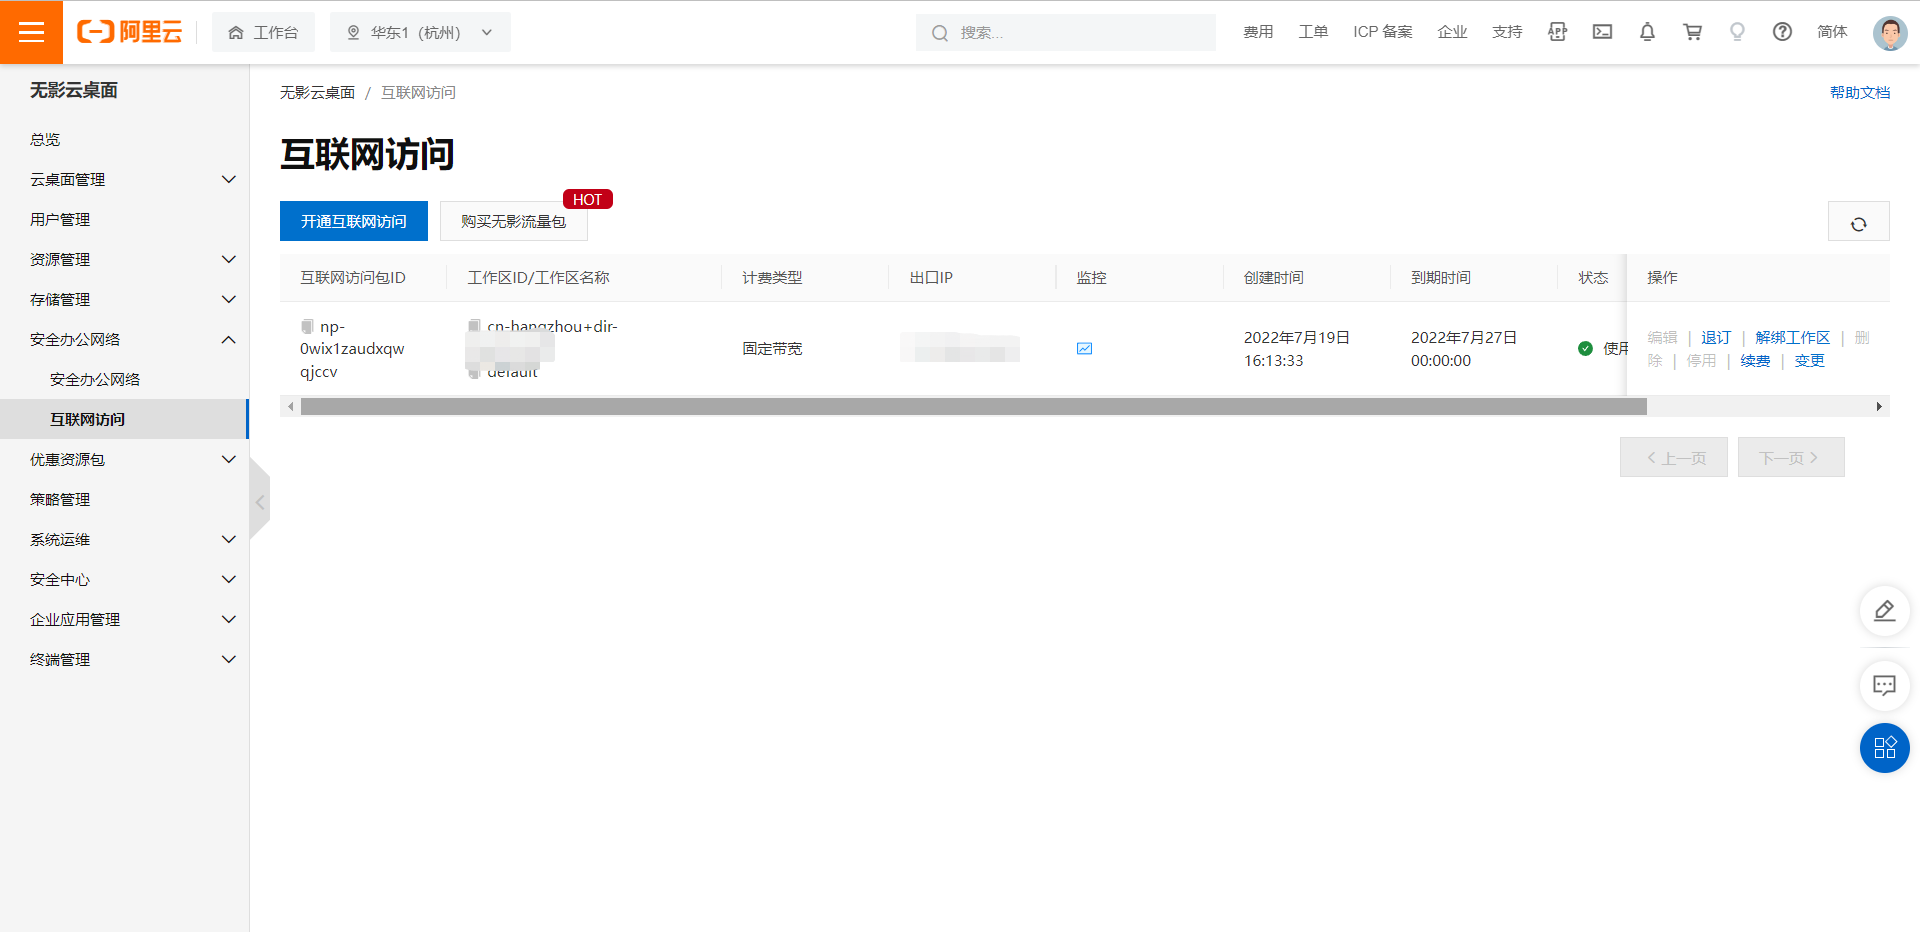 阿里云
工作台
华东1（杭州）
搜索...
费用
工单
ICP 备案
企业
支持
APP
简体
无影云桌面
总览
云桌面管理
用户管理
资源管理
存储管理
安全办公网络
安全办公网络
互联网访问
优惠资源包
策略管理
系统运维
安全中心
企业应用管理
终端管理
无影云桌面 / 互联网访问
帮助文档
互联网访问
开通互联网访问
购买无影流量包
HOT
互联网访问包ID
工作区ID/工作区名称
计费类型
出口IP
监控
创建时间
到期时间
状态
操作
np-
0wix1zaudxqw
qjccv
cn-hangzhou+dir-
default
固定带宽
2022年7月19日
16:13:33
2022年7月27日
00:00:00
使用
编辑 | 退订 | 解绑工作区 | 删
除 | 停用 | 续费 | 变更
上一页
下一页